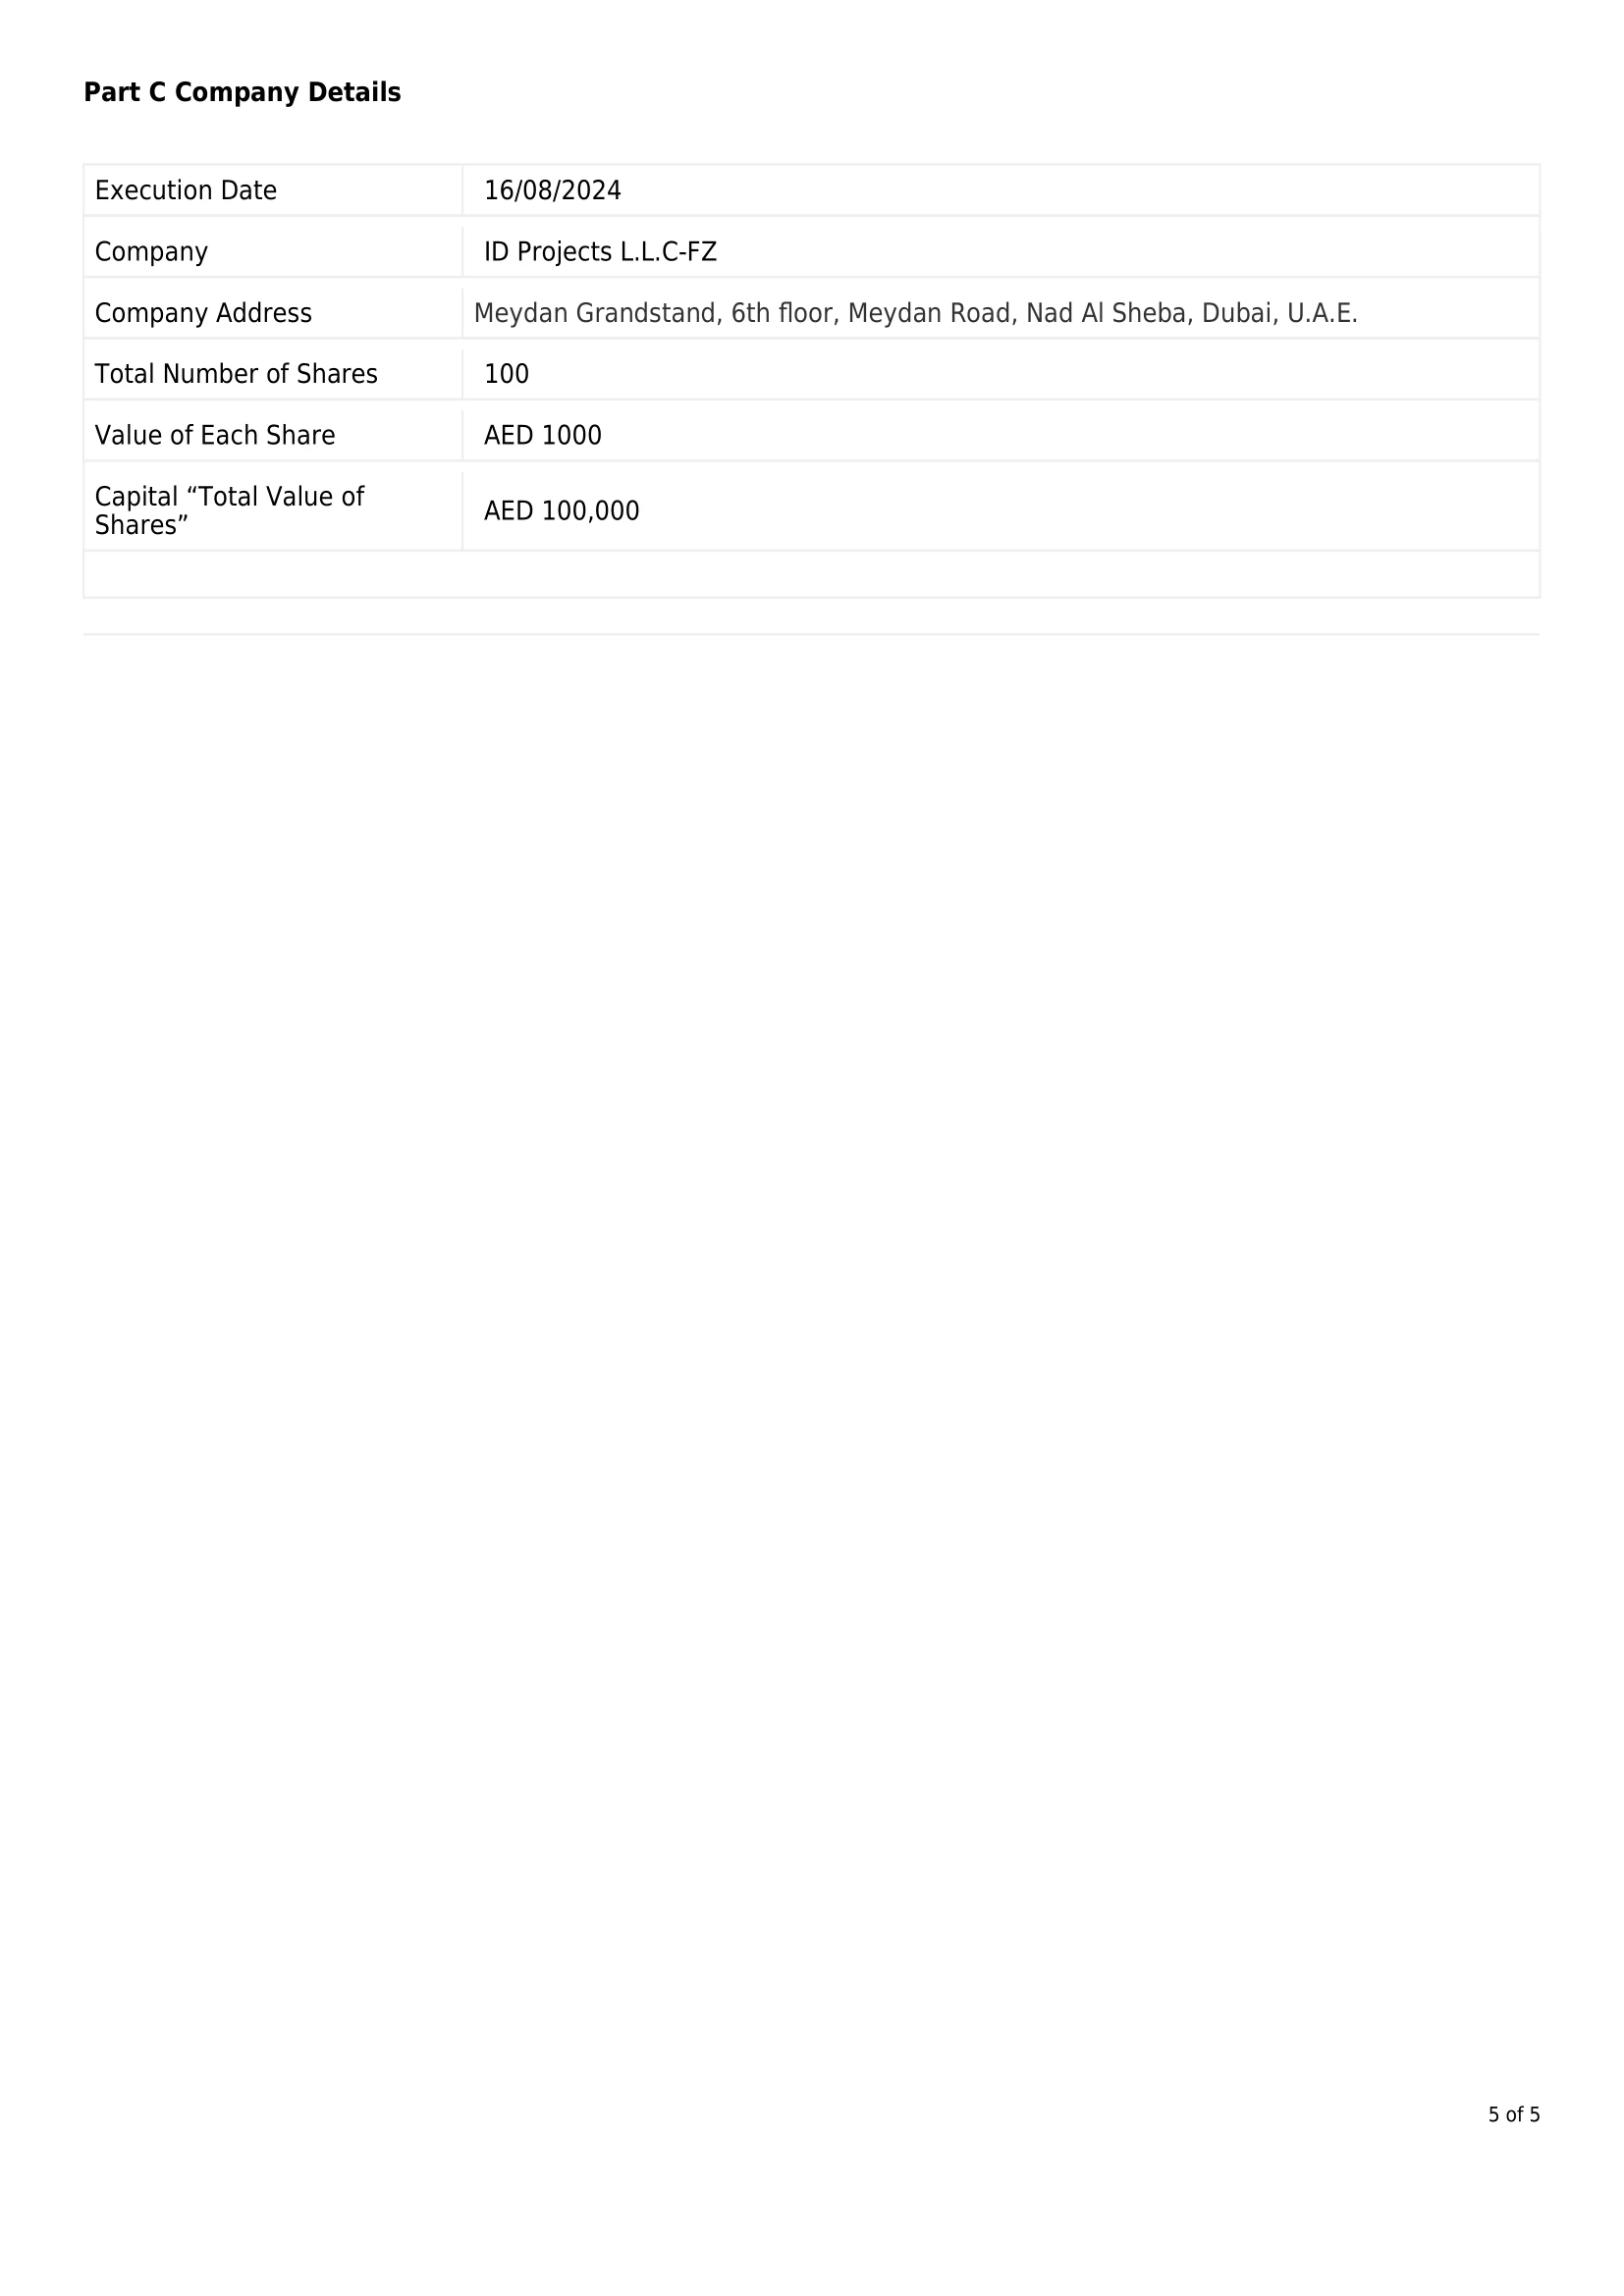 Part C Company Details
Execution Date 16/08/2024
Company ID Projects L.L.C-FZ
Company Address Meydan Grandstand, 6th floor, Meydan Road, Nad Al Sheba, Dubai, U.A.E.
Total Number of Shares 100
Value of Each Share AED 1000
Capital “Total Value of
Shares” AED 100,000
5 of 5